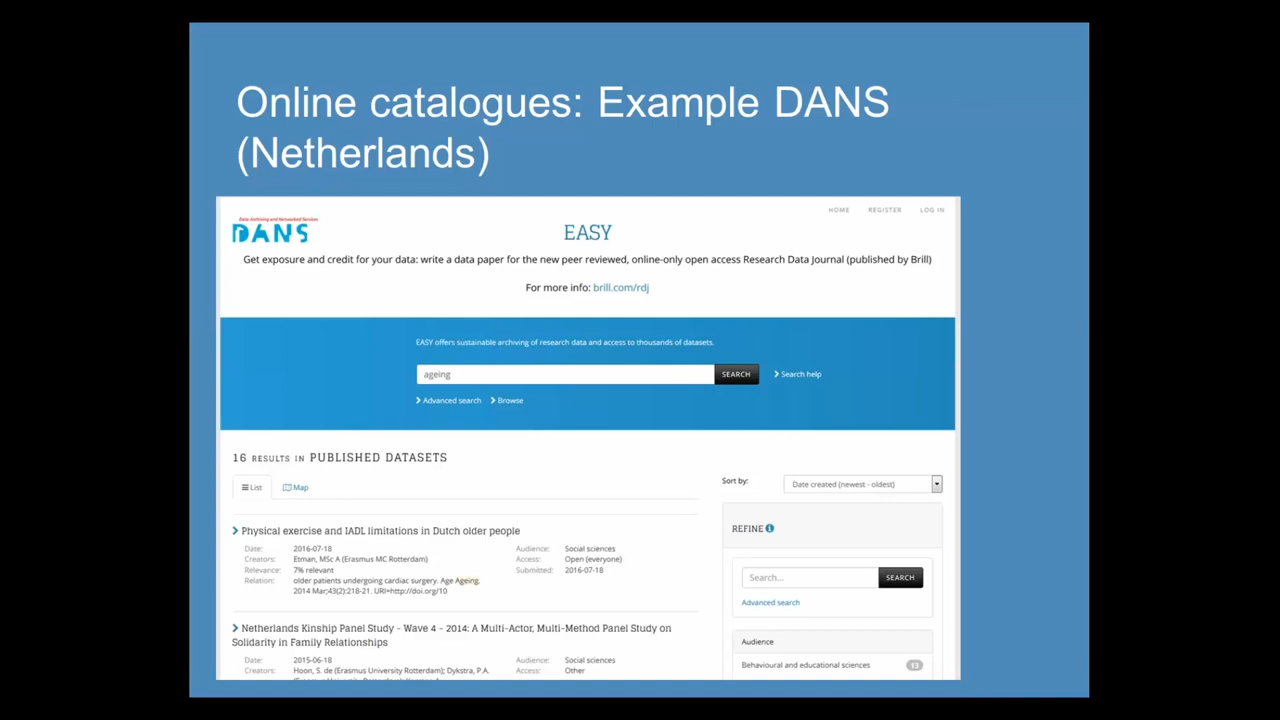 Online catalogues: Example DANS
(Netherlands)
HOME REGISTER LOG IN
Data Archiving and Networked Services
DANS
EASY
Get exposure and credit for your data: write a data paper for the new peer reviewed, online-only open access Research Data Journal (published by Brill)
For more info: brill.com/rdj
EASY offers sustainable archiving of research data and access to thousands of datasets.
ageing SEARCH Search help
Advanced search Browse
16 RESULTS IN PUBLISHED DATASETS
List Map
Sort by: Date created (newest - oldest)
Physical exercise and IADL limitations in Dutch older people
Date: 2016-07-18 Audience: Social sciences
Creators: Etman, MSc A (Erasmus MC Rotterdam) Access: Open (everyone)
Relevance: 7% relevant Submitted: 2016-07-18
Relation: older patients undergoing cardiac surgery. Age Ageing.
2014 Mar;43(2):218-21. URI=http://doi.org/10
Netherlands Kinship Panel Study - Wave 4 - 2014: A Multi-Actor, Multi-Method Panel Study on
Solidarity in Family Relationships
Date: 2015-06-18 Audience: Social sciences
Creators: Hoon, S. de (Erasmus University Rotterdam); Dykstra, P.A. Access: Other
REFINE
Search... SEARCH
Advanced search
Audience
Behavioural and educational sciences 13